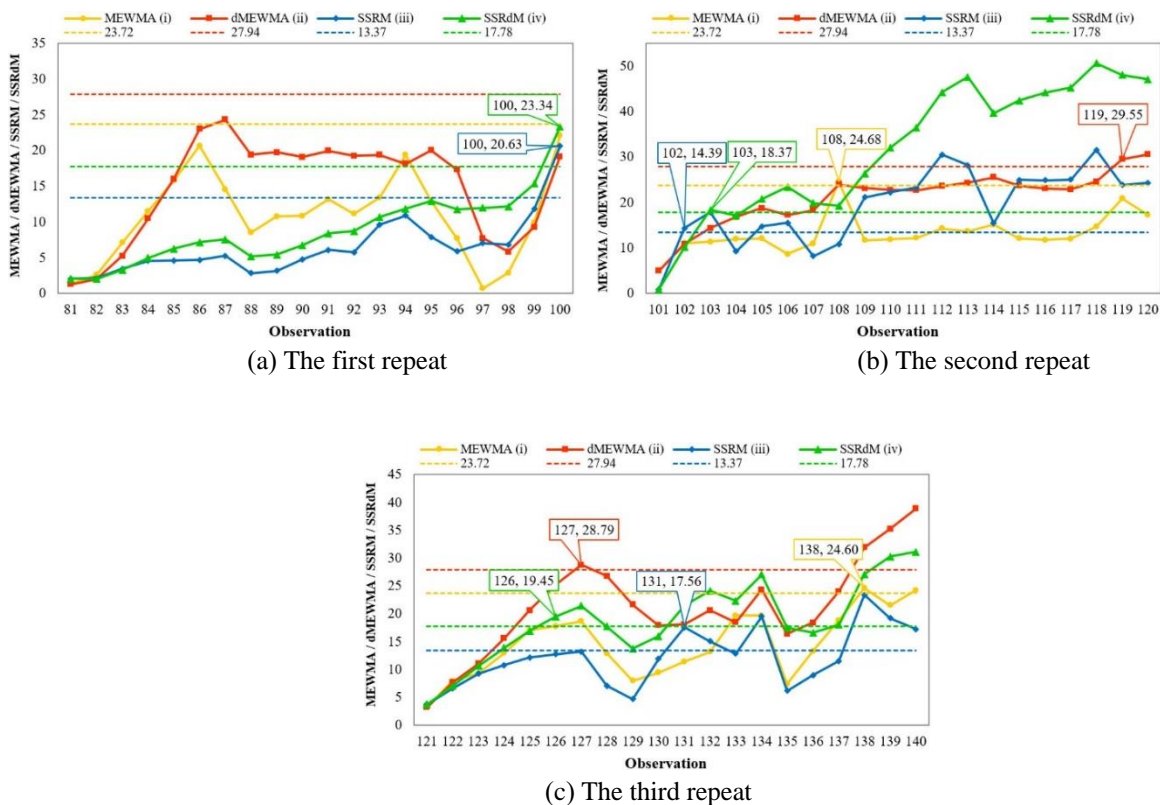 MEWMA (i) dMEWMA (ii) SSRM (iii) SSRdM (iv)
23.72 27.94 13.37 17.78
MEWMA / dMEWMA / SSRM / SSRdM
35
30
25
20
15
10
5
0
100, 23.34
100, 20.63
81 82 83 84 85 86 87 88 89 90 91 92 93 94 95 96 97 98 99 100
Observation
(a) The first repeat
MEWMA (i) dMEWMA (ii) SSRM (iii) SSRdM (iv)
23.72 27.94 13.37 17.78
MEWMA / dMEWMA / SSRM / SSRdM
50
40
30
20
10
0
102, 14.39
103, 18.37
108, 24.68
119, 29.55
101 102 103 104 105 106 107 108 109 110 111 112 113 114 115 116 117 118 119 120
Observation
(b) The second repeat
MEWMA (i) dMEWMA (ii) SSRM (iii) SSRdM (iv)
23.72 27.94 13.37 17.78
MEWMA / dMEWMA / SSRM / SSRdM
45
40
35
30
25
20
15
10
5
0
127, 28.79
126, 19.45
131, 17.56
138, 24.60
121 122 123 124 125 126 127 128 129 130 131 132 133 134 135 136 137 138 139 140
Observation
(c) The third repeat